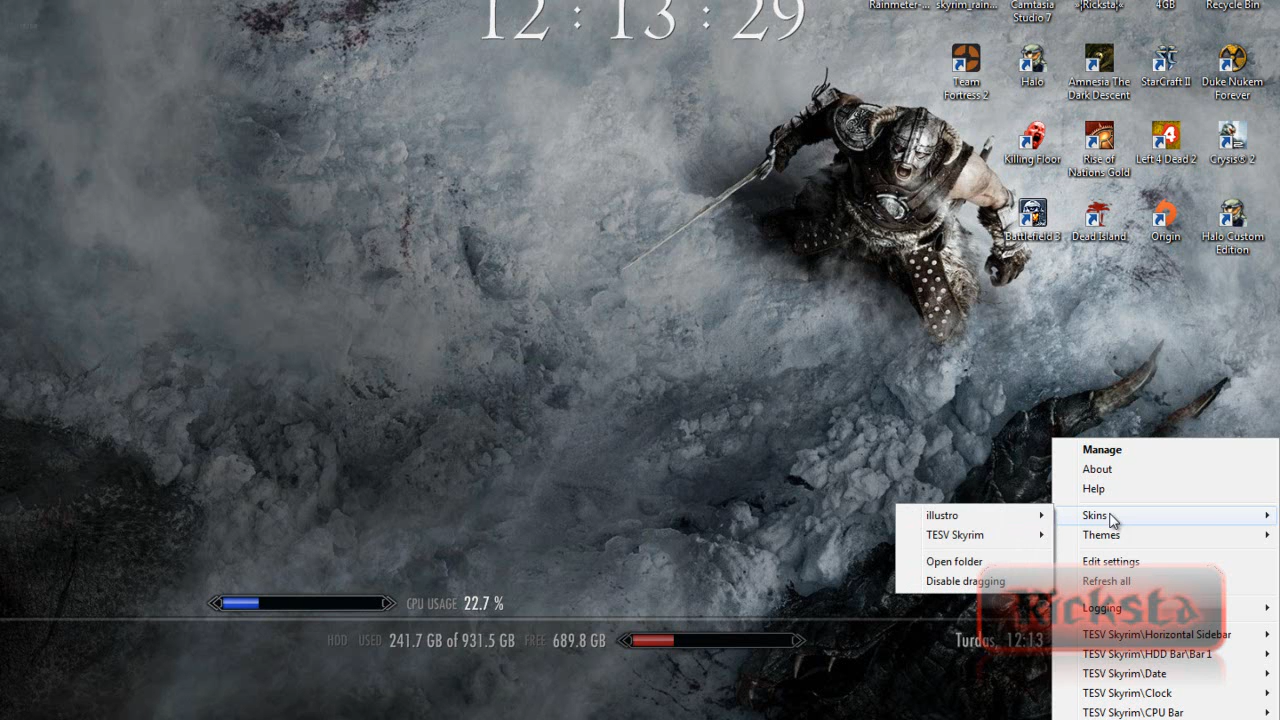 12 : 13 : 29
Rainmeter-... skyrim_rain... Camtasia Studio 7 »¦Ricksta¦« 4GB Recycle Bin
Team Fortress 2
Halo
Amnesia The Dark Descent
StarCraft II
Duke Nukem Forever
Killing Floor
Rise of Nations Gold
Left 4 Dead 2
Crysis® 2
Battlefield 3
Dead Island
Origin
Halo Custom Edition
Manage
About
Help
Skins
Themes
Edit settings
Refresh all
Logging
TESV Skyrim\Horizontal Sidebar
TESV Skyrim\HDD Bar\Bar1
TESV Skyrim\Date
TESV Skyrim\Clock
TESV Skyrim\CPU Bar
illustro
TESV Skyrim
Open folder
Disable dragging
Ricksta
CPU USAGE 22.7 %
HDD USED 241.7 GB of 931.5 GB FREE 689.8 GB
Turdas, 12:13